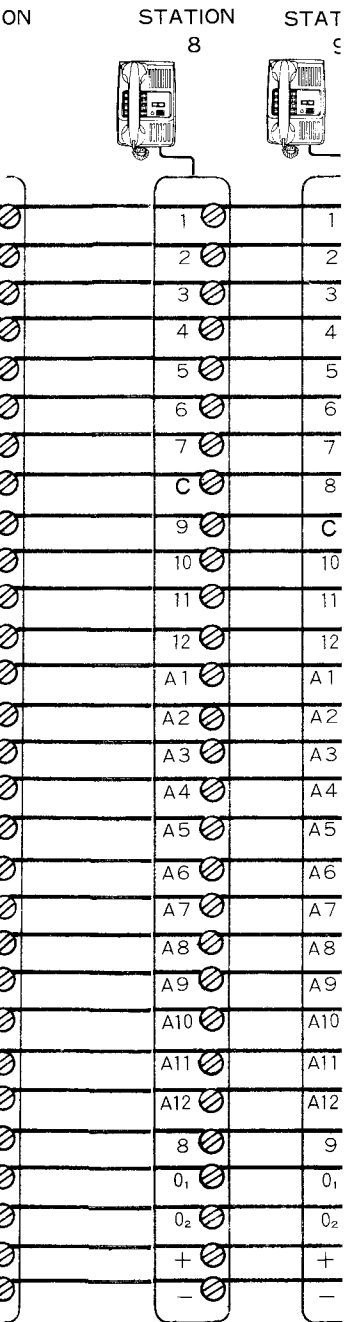 ON STATION STAT
8 9
1 1
2 2
3 3
4 4
5 5
6 6
7 7
C 8
9 C
10 10
11 11
12 12
A1 A1
A2 A2
A3 A3
A4 A4
A5 A5
A6 A6
A7 A7
A8 A8
A9 A9
A10 A10
A11 A11
A12 A12
8 9
0₁ 0₁
0₂ 0₂
+ +
− −